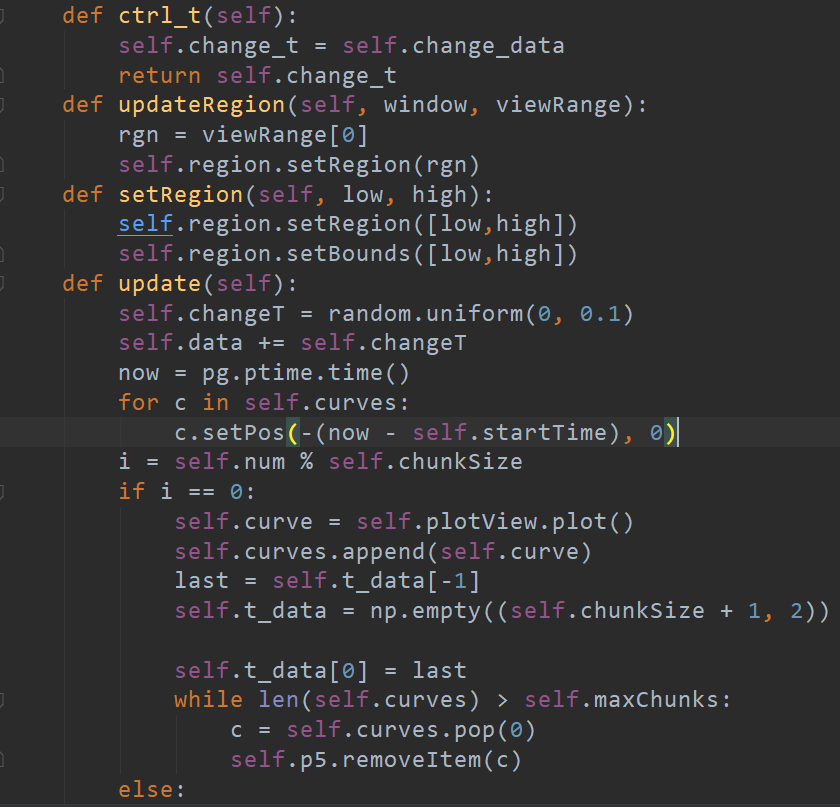 def ctrl_t(self):
    self.change_t = self.change_data
    return self.change_t
def updateRegion(self, window, viewRange):
    rgn = viewRange[0]
    self.region.setRegion(rgn)
def setRegion(self, low, high):
    self.region.setRegion([low,high])
    self.region.setBounds([low,high])
def update(self):
    self.changeT = random.uniform(0, 0.1)
    self.data += self.changeT
    now = pg.ptime.time()
    for c in self.curves:
        c.setPos(-(now - self.startTime), 0)
    i = self.num % self.chunkSize
    if i == 0:
        self.curve = self.plotView.plot()
        self.curves.append(self.curve)
        last = self.t_data[-1]
        self.t_data = np.empty((self.chunkSize + 1, 2))
        self.t_data[0] = last
        while len(self.curves) > self.maxChunks:
            c = self.curves.pop(0)
            self.p5.removeItem(c)
    else: